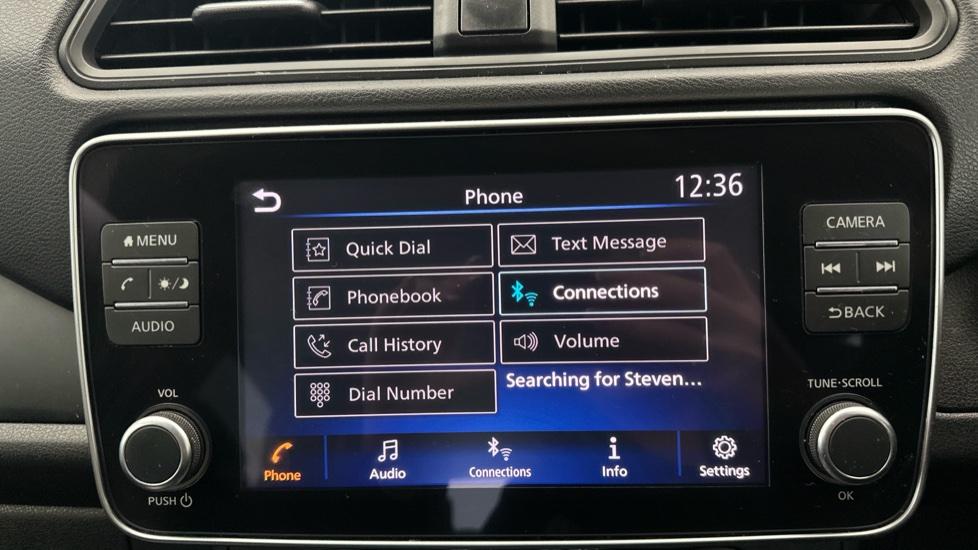 Phone
12:36
Quick Dial
Text Message
Phonebook
Connections
Call History
Volume
Dial Number
Searching for Steven...
Phone
Audio
Connections
Info
Settings
MENU
AUDIO
VOL
PUSH
CAMERA
BACK
TUNE·SCROLL
OK